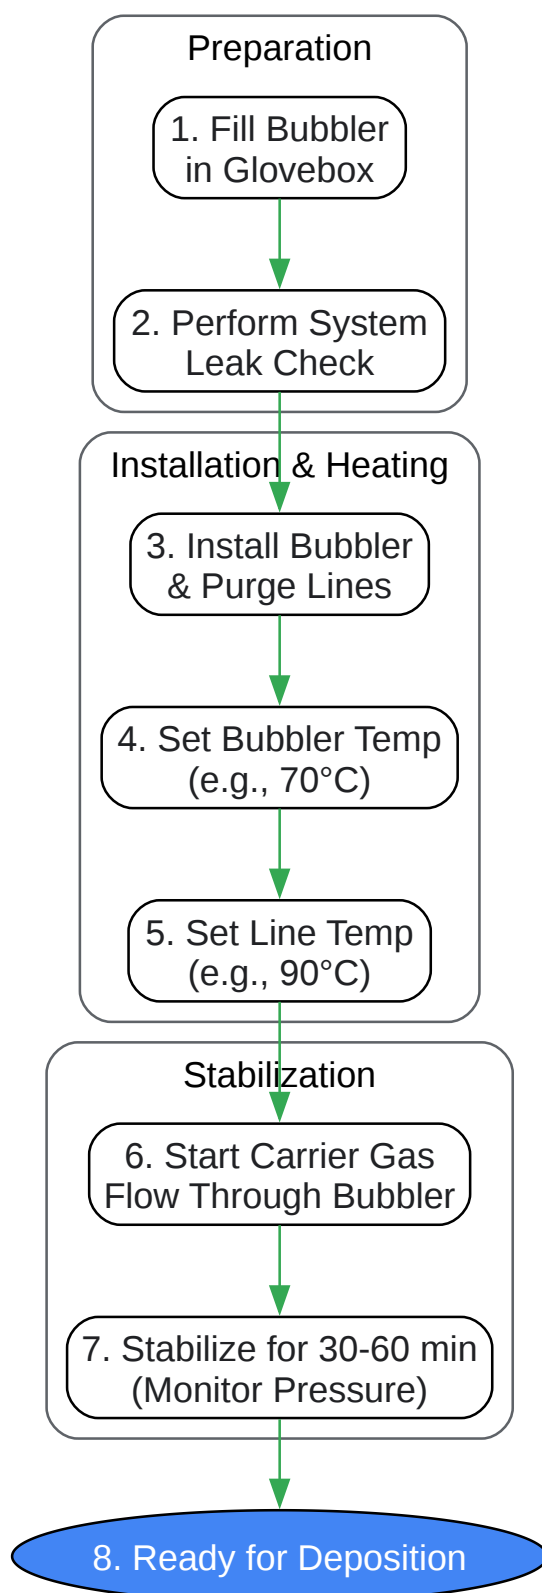 Preparation
1. Fill Bubbler
in Glovebox
2. Perform System
Leak Check
Installation & Heating
3. Install Bubbler
& Purge Lines
4. Set Bubbler Temp
(e.g., 70°C)
5. Set Line Temp
(e.g., 90°C)
Stabilization
6. Start Carrier Gas
Flow Through Bubbler
7. Stabilize for 30-60 min
(Monitor Pressure)
8. Ready for Deposition